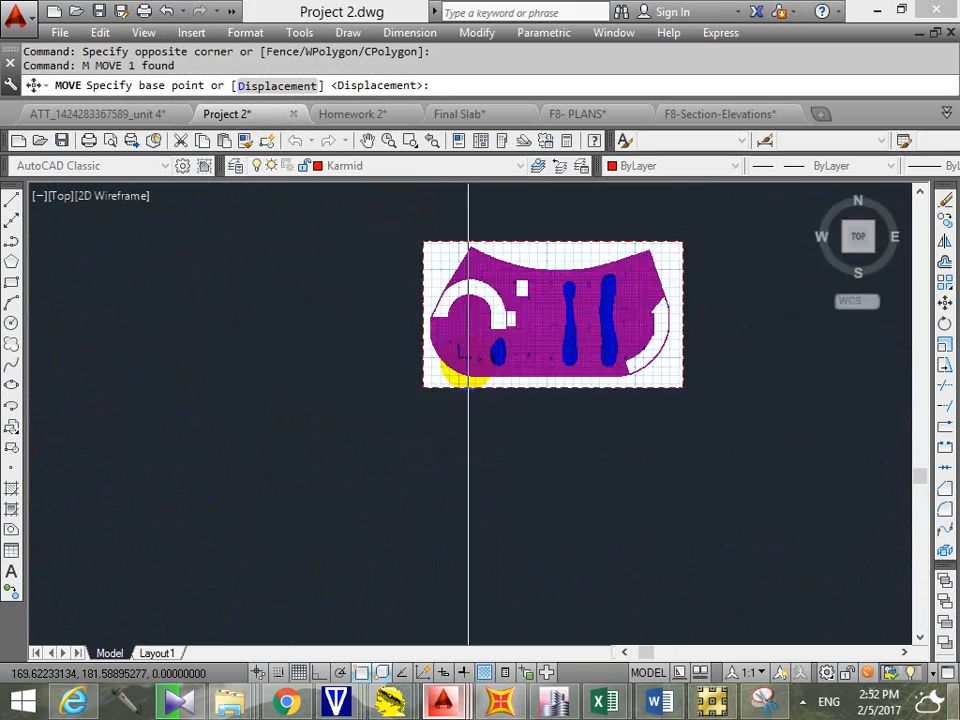 Project 2.dwg
Type a keyword or phrase
Sign In
File Edit View Insert Format Tools Draw Dimension Modify Parametric Window Help Express
Command: Specify opposite corner or [Fence/WPolygon/CPolygon]:
Command: M MOVE 1 found
MOVE Specify base point or [Displacement] <Displacement>:
ATT_1424283367589_unit 4* Project 2* Homework 2* Final Slab* F8- PLANS* F8-Section-Elevations*
AutoCAD Classic Karmid ByLayer ByLayer ByLa
[−][Top][2D Wireframe]
N
W TOP E
S
WCS
Model Layout1
169.62233134, 181.58895277, 0.00000000 MODEL 1:1
2:52 PM
ENG
2/5/2017